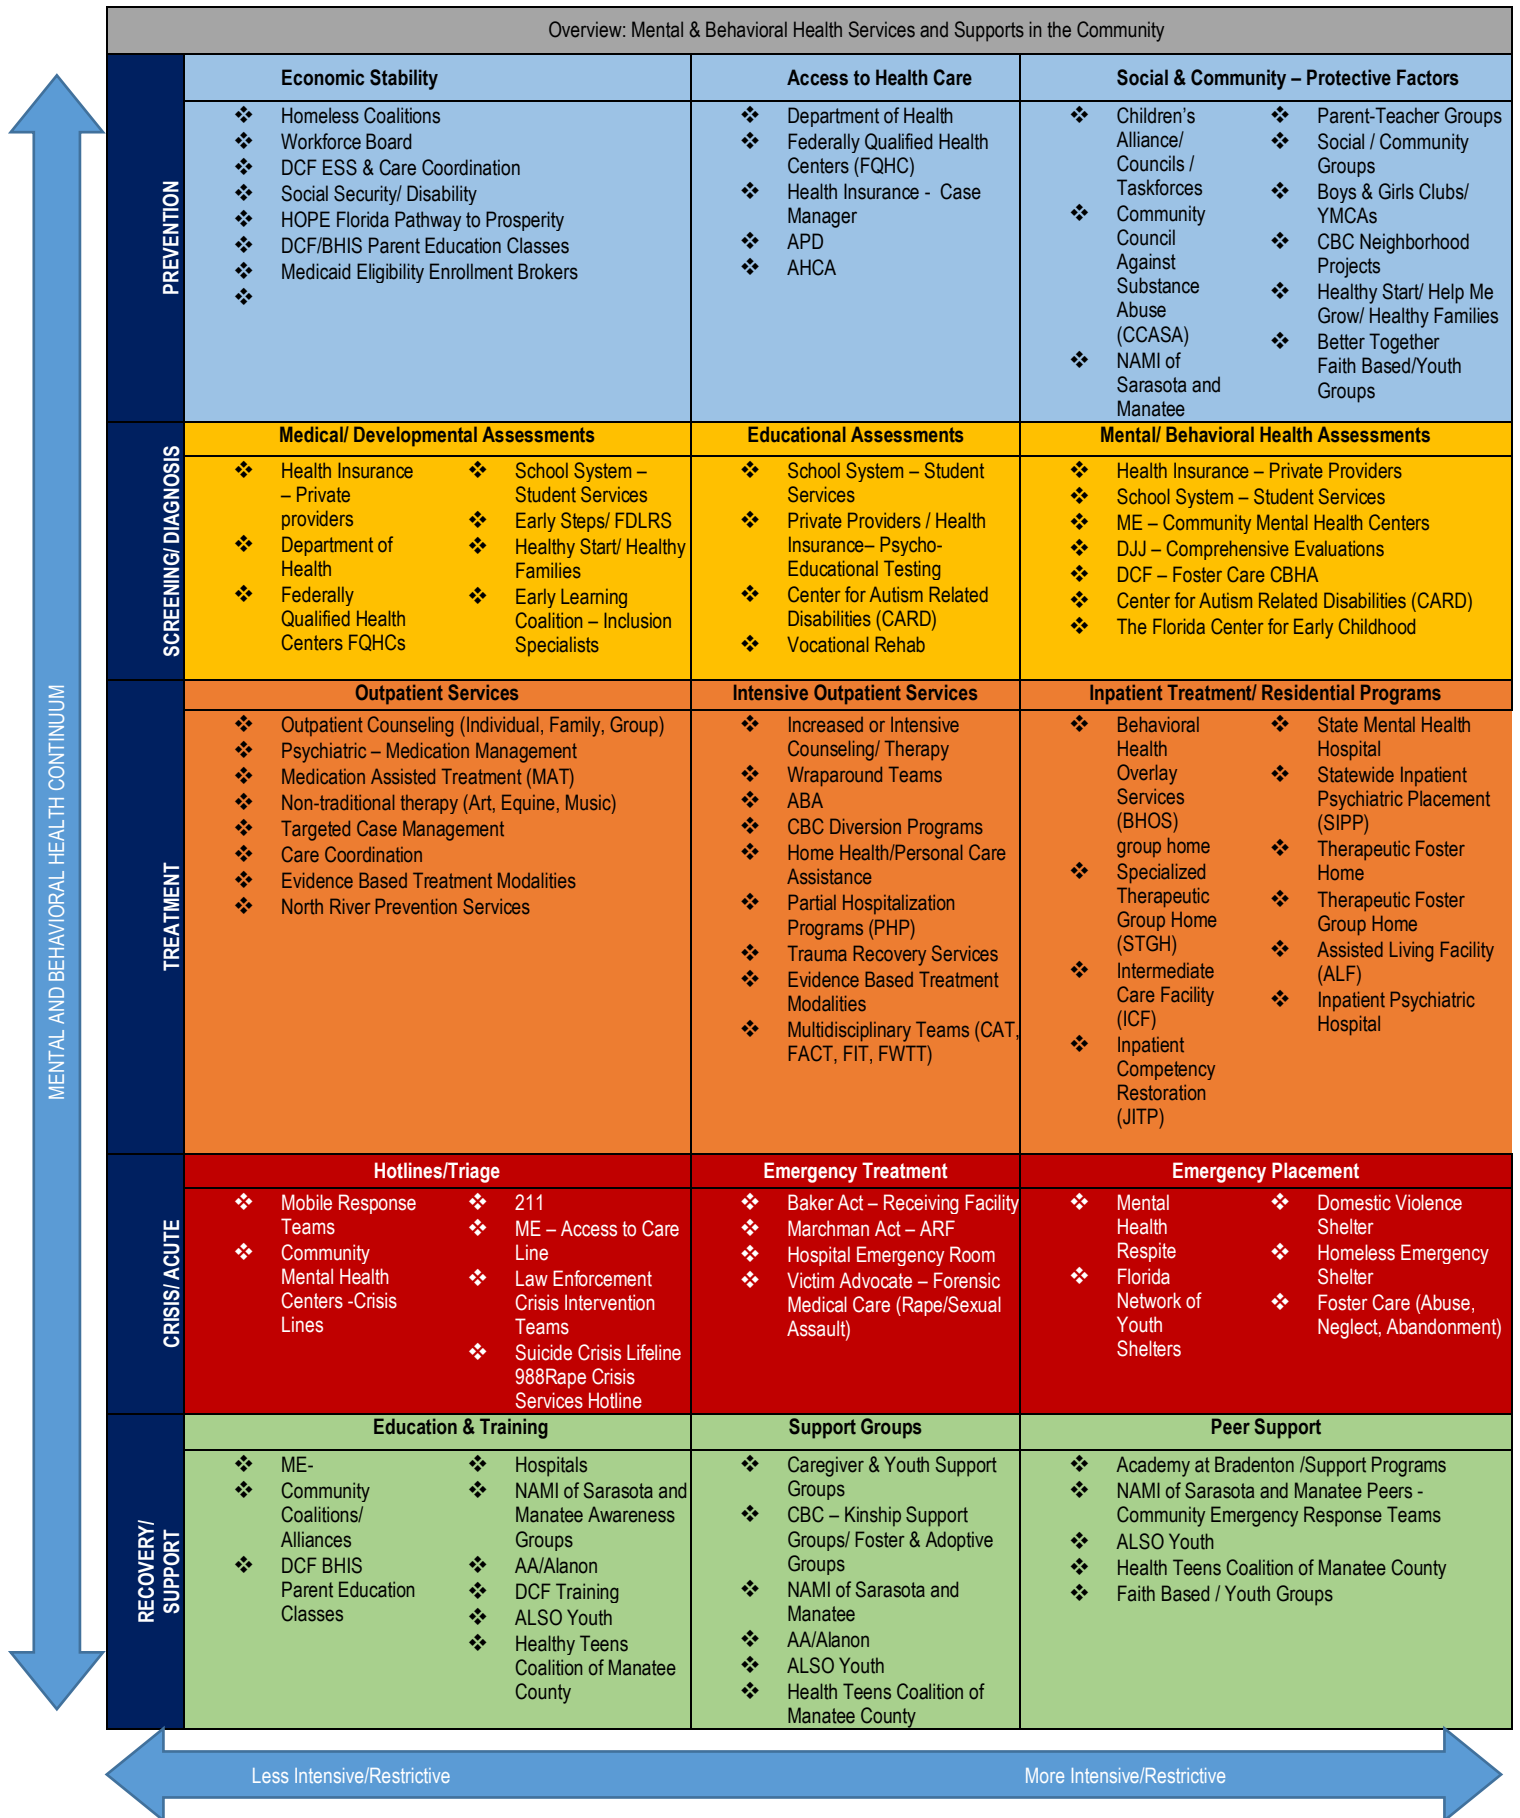 Overview: Mental & Behavioral Health Services and Supports in the Community
MENTAL AND BEHAVIORAL HEALTH CONTINUUM
PREVENTION
Economic Stability
❖ Homeless Coalitions
❖ Workforce Board
❖ DCF ESS & Care Coordination
❖ Social Security/ Disability
❖ HOPE Florida Pathway to Prosperity
❖ DCF/BHIS Parent Education Classes
❖ Medicaid Eligibility Enrollment Brokers
❖
Access to Health Care
❖ Department of Health
❖ Federally Qualified Health
Centers (FQHC)
❖ Health Insurance - Case
Manager
❖ APD
❖ AHCA
Social & Community – Protective Factors
❖ Children's
Alliance/
Councils /
Taskforces
❖ Community
Council
Against
Substance
Abuse
(CCASA)
❖ NAMI of
Sarasota and
Manatee
❖ Parent-Teacher Groups
❖ Social / Community
Groups
❖ Boys & Girls Clubs/
YMCAs
❖ CBC Neighborhood
Projects
❖ Healthy Start/ Help Me
Grow/ Healthy Families
❖ Better Together
Faith Based/Youth
Groups
SCREENING/ DIAGNOSIS
Medical/ Developmental Assessments
❖ Health Insurance
– Private
providers
❖ Department of
Health
❖ Federally
Qualified Health
Centers FQHCs
❖ School System –
Student Services
❖ Early Steps/ FDLRS
❖ Healthy Start/ Healthy
Families
❖ Early Learning
Coalition – Inclusion
Specialists
Educational Assessments
❖ School System – Student
Services
❖ Private Providers / Health
Insurance– Psycho-
Educational Testing
❖ Center for Autism Related
Disabilities (CARD)
❖ Vocational Rehab
Mental/ Behavioral Health Assessments
❖ Health Insurance – Private Providers
❖ School System – Student Services
❖ ME – Community Mental Health Centers
❖ DJJ – Comprehensive Evaluations
❖ DCF – Foster Care CBHA
❖ Center for Autism Related Disabilities (CARD)
❖ The Florida Center for Early Childhood
TREATMENT
Outpatient Services
❖ Outpatient Counseling (Individual, Family, Group)
❖ Psychiatric – Medication Management
❖ Medication Assisted Treatment (MAT)
❖ Non-traditional therapy (Art, Equine, Music)
❖ Targeted Case Management
❖ Care Coordination
❖ Evidence Based Treatment Modalities
❖ North River Prevention Services
Intensive Outpatient Services
❖ Increased or Intensive
Counseling/ Therapy
❖ Wraparound Teams
❖ ABA
❖ CBC Diversion Programs
❖ Home Health/Personal Care
Assistance
❖ Partial Hospitalization
Programs (PHP)
❖ Trauma Recovery Services
❖ Evidence Based Treatment
Modalities
❖ Multidisciplinary Teams (CAT,
FACT, FIT, FWTT)
Inpatient Treatment/ Residential Programs
❖ Behavioral
Health
Overlay
Services
(BHOS)
group home
❖ Specialized
Therapeutic
Group Home
(STGH)
❖ Intermediate
Care Facility
(ICF)
❖ Inpatient
Competency
Restoration
(JITP)
❖ State Mental Health
Hospital
❖ Statewide Inpatient
Psychiatric Placement
(SIPP)
❖ Therapeutic Foster
Home
❖ Therapeutic Foster
Group Home
❖ Assisted Living Facility
(ALF)
❖ Inpatient Psychiatric
Hospital
CRISIS/ ACUTE
Hotlines/Triage
❖ Mobile Response
Teams
❖ Community
Mental Health
Centers -Crisis
Lines
❖ 211
❖ ME – Access to Care
Line
❖ Law Enforcement
Crisis Intervention
Teams
❖ Suicide Crisis Lifeline
988Rape Crisis
Services Hotline
Emergency Treatment
❖ Baker Act – Receiving Facility
❖ Marchman Act – ARF
❖ Hospital Emergency Room
❖ Victim Advocate – Forensic
Medical Care (Rape/Sexual
Assault)
Emergency Placement
❖ Mental
Health
Respite
❖ Florida
Network of
Youth
Shelters
❖ Domestic Violence
Shelter
❖ Homeless Emergency
Shelter
❖ Foster Care (Abuse,
Neglect, Abandonment)
RECOVERY/
SUPPORT
Education & Training
❖ ME-
❖ Community
Coalitions/
Alliances
❖ DCF BHIS
Parent Education
Classes
❖ Hospitals
❖ NAMI of Sarasota and
Manatee Awareness
Groups
❖ AA/Alanon
❖ DCF Training
❖ ALSO Youth
❖ Healthy Teens
Coalition of Manatee
County
Support Groups
❖ Caregiver & Youth Support
Groups
❖ CBC – Kinship Support
Groups/ Foster & Adoptive
Groups
❖ NAMI of Sarasota and
Manatee
❖ AA/Alanon
❖ ALSO Youth
❖ Health Teens Coalition of
Manatee County
Peer Support
❖ Academy at Bradenton /Support Programs
❖ NAMI of Sarasota and Manatee Peers -
Community Emergency Response Teams
❖ ALSO Youth
❖ Health Teens Coalition of Manatee County
❖ Faith Based / Youth Groups
Less Intensive/Restrictive
More Intensive/Restrictive